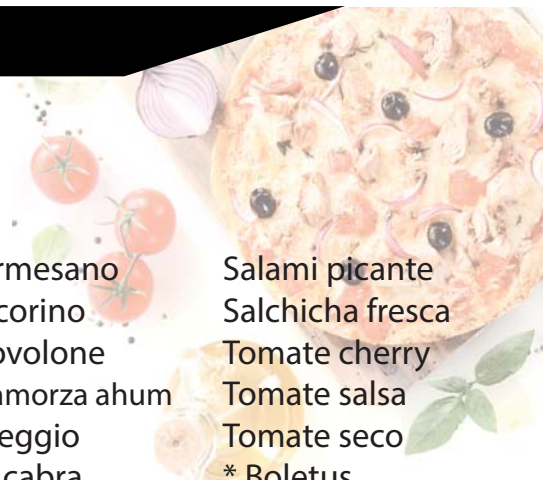 rmesano
corino
ovolone
amorza ahum
eggio
cabra
Salami picante
Salchicha fresca
Tomate cherry
Tomate salsa
Tomate seco
* Boletus